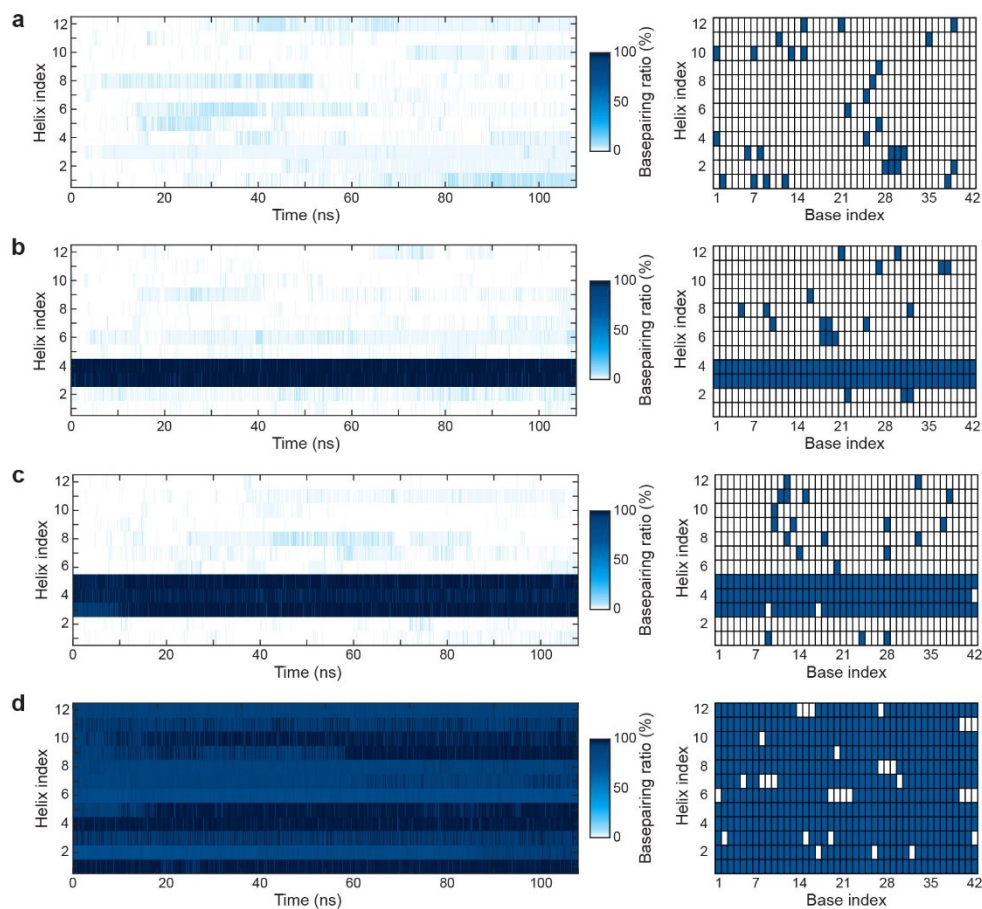 a
Helix index
12
10
8
6
4
2
0 20 40 60 80 100
Time (ns)
100
50
0
Basepairing ratio (%)
Helix index
12
10
8
6
4
2
1 7 14 21 28 35 42
Base index
b
Helix index
12
10
8
6
4
2
0 20 40 60 80 100
Time (ns)
100
50
0
Basepairing ratio (%)
Helix index
12
10
8
6
4
2
1 7 14 21 28 35 42
Base index
c
Helix index
12
10
8
6
4
2
0 20 40 60 80 100
Time (ns)
100
50
0
Basepairing ratio (%)
Helix index
12
10
8
6
4
2
1 7 14 21 28 35 42
Base index
d
Helix index
12
10
8
6
4
2
0 20 40 60 80 100
Time (ns)
100
50
0
Basepairing ratio (%)
Helix index
12
10
8
6
4
2
1 7 14 21 28 35 42
Base index